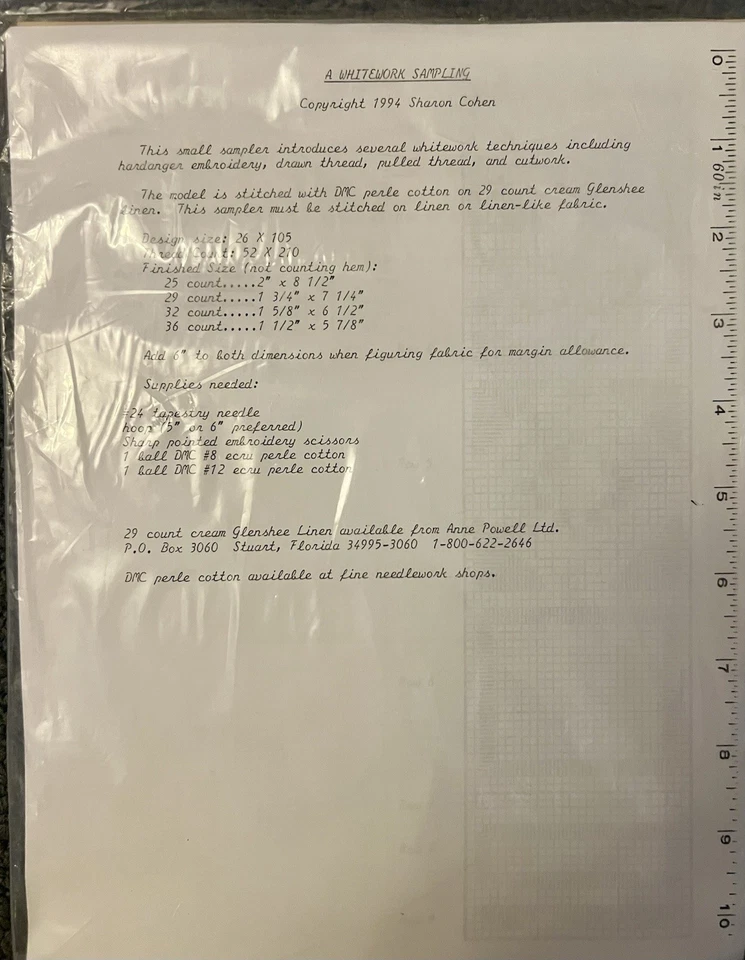 A WHITEWORK SAMPLING
Copyright 1994 Sharon Cohen
This small sampler introduces several whitework techniques including
hardanger embroidery, drawn thread, pulled thread, and cutwork.
The model is stitched with DMC perle cotton on 29 count cream Glenshee
linen. This sampler must be stitched on linen or linen-like fabric.
Design size: 26 X 105
Thread Count: 52 X 210
Finished Size (not counting hem):
25 count.....2" x 8 1/2"
29 count.....1 3/4" x 7 1/4"
32 count.....1 5/8" x 6 1/2"
36 count.....1 1/2" x 5 7/8"
Add 6" to both dimensions when figuring fabric for margin allowance.
Supplies needed:
#24 tapestry needle
hoop (5" or 6" preferred)
Sharp pointed embroidery scissors
1 ball DMC #8 ecru perle cotton
1 ball DMC #12 ecru perle cotton
29 count cream Glenshee Linen available from Anne Powell Ltd.
P.O. Box 3060 Stuart, Florida 34995-3060 1-800-622-2646
DMC perle cotton available at fine needlework shops.
0 1 60in 2 3 4 5 6 7 8 9 10